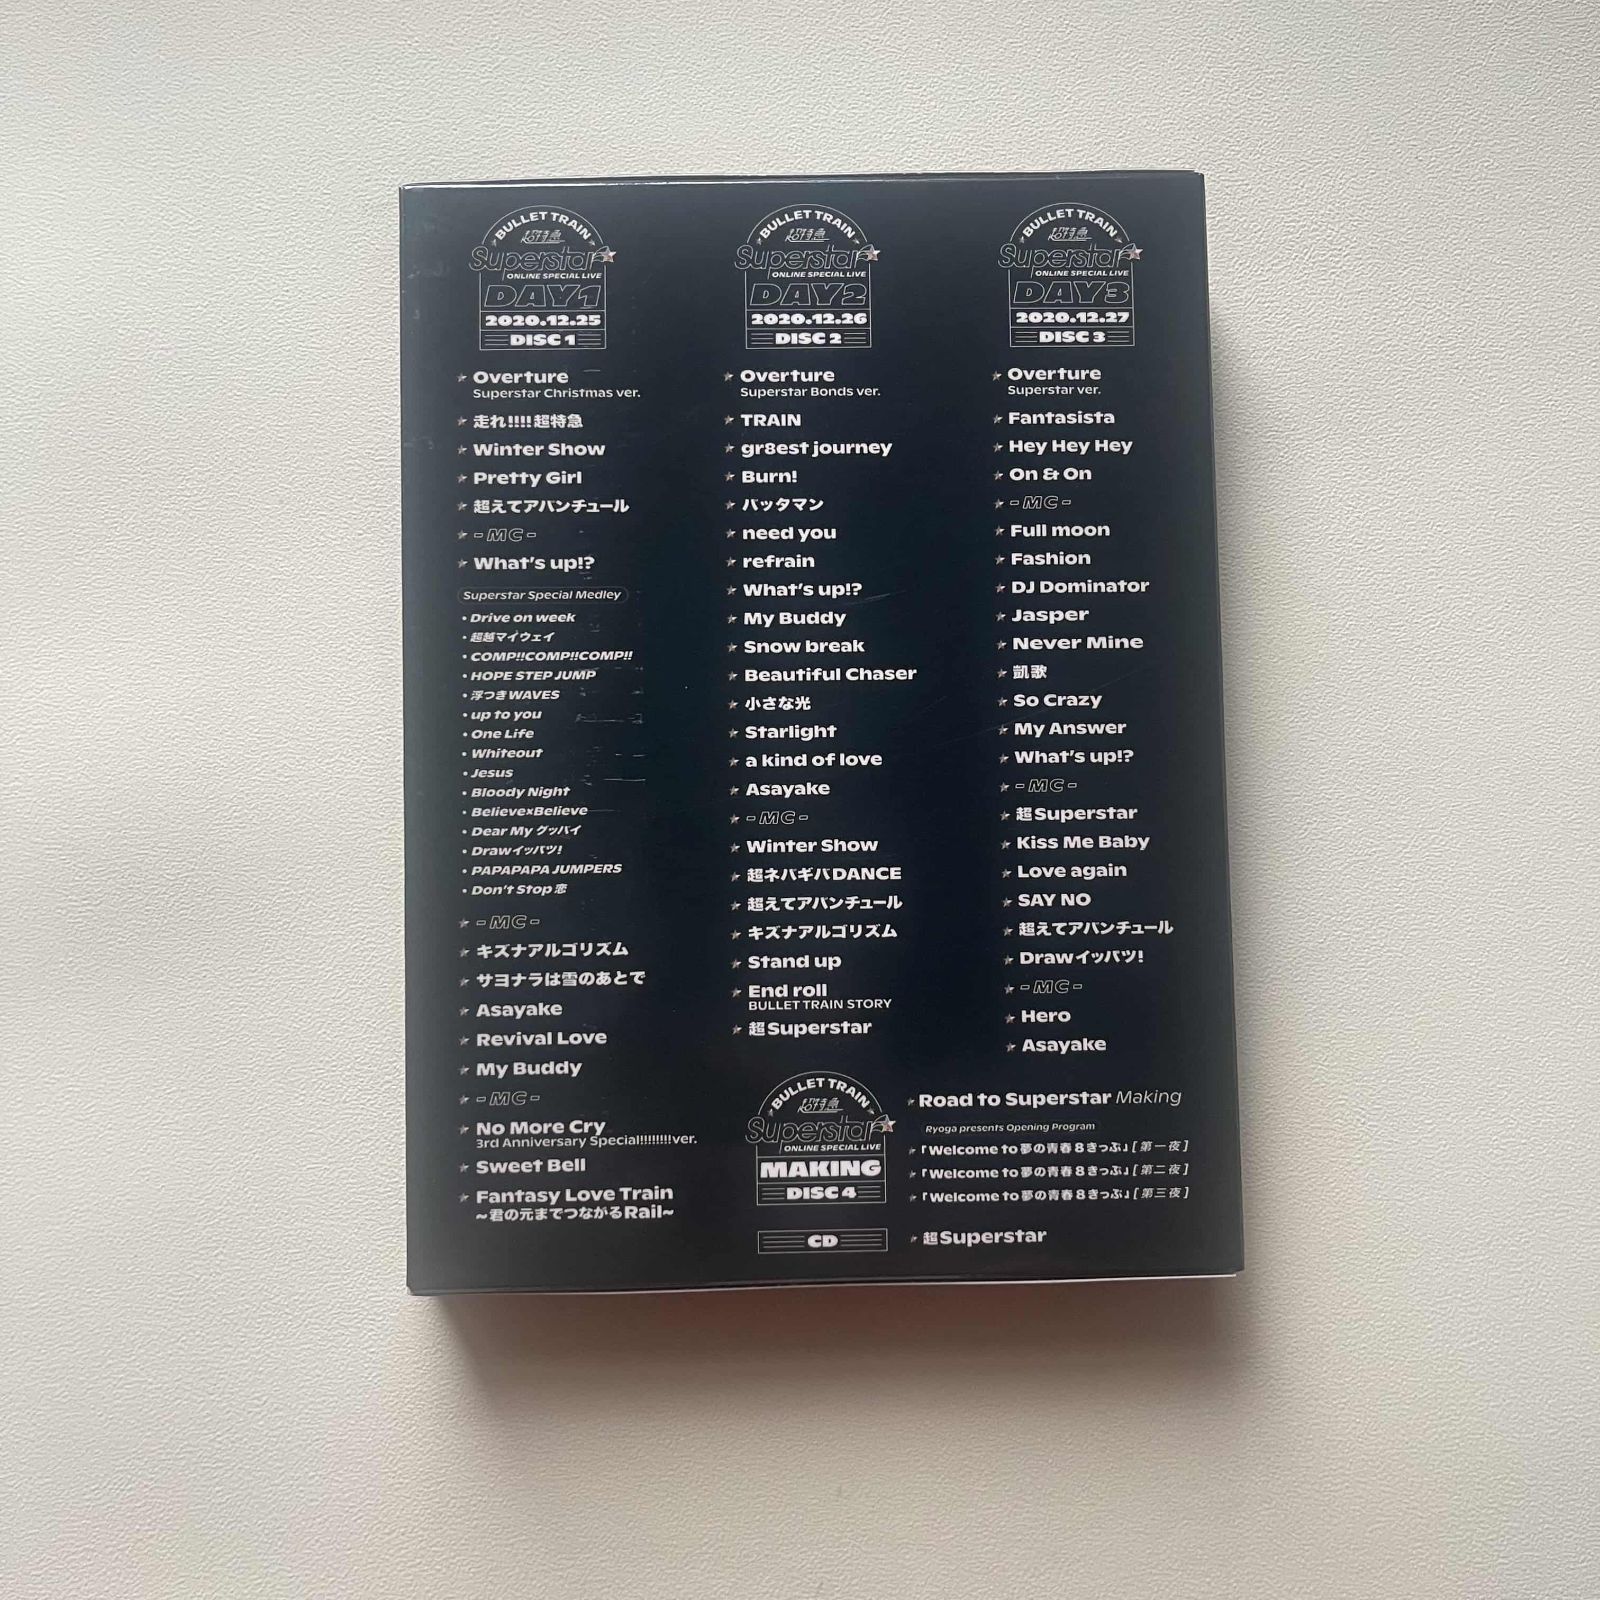 BULLET TRAIN
超特急
Superstar
ONLINE SPECIAL LIVE
DAY1
2020.12.25
DISC 1
Overture
Superstar Christmas ver.
走れ!!!!超特急
Winter Show
Pretty Girl
超えてアバンチュール
-MC-
What's up!?
Superstar Special Medley
• Drive on week
• 超越マイウェイ
• COMP!!COMP!!COMP!!
• HOPE STEP JUMP
• 浮つきWAVES
• up to you
• One Life
• Whiteout
• Jesus
• Bloody Night
• Believe×Believe
• Dear My グッバイ
• Drawイッパツ!
• PAPAPAPA JUMPERS
• Don't Stop 恋
-MC-
キズナアルゴリズム
サヨナラは雪のあとで
Asayake
Revival Love
My Buddy
-MC-
No More Cry
3rd Anniversary Special!!!!!!!!!ver.
Sweet Bell
Fantasy Love Train
~君の元までつながるRail~
BULLET TRAIN
超特急
Superstar
ONLINE SPECIAL LIVE
DAY2
2020.12.26
DISC 2
Overture
Superstar Bonds ver.
TRAIN
gr8est journey
Burn!
バッタマン
need you
refrain
What's up!?
My Buddy
Snow break
Beautiful Chaser
小さな光
Starlight
a kind of love
Asayake
-MC-
Winter Show
超ネバギバDANCE
超えてアバンチュール
キズナアルゴリズム
Stand up
End roll
BULLET TRAIN STORY
超Superstar
BULLET TRAIN
超特急
Superstar
ONLINE SPECIAL LIVE
DAY3
2020.12.27
DISC 3
Overture
Superstar ver.
Fantasista
Hey Hey Hey
On & On
-MC-
Full moon
Fashion
DJ Dominator
Jasper
Never Mine
凱歌
So Crazy
My Answer
What's up!?
-MC-
超Superstar
Kiss Me Baby
Love again
SAY NO
超えてアバンチュール
Drawイッパツ!
-MC-
Hero
Asayake
BULLET TRAIN
超特急
Superstar
ONLINE SPECIAL LIVE
MAKING
DISC 4
Road to Superstar Making
Ryoga presents Opening Program
「Welcome to 夢の青春8きっぷ」[第一夜]
「Welcome to 夢の青春8きっぷ」[第二夜]
「Welcome to 夢の青春8きっぷ」[第三夜]
CD
超Superstar